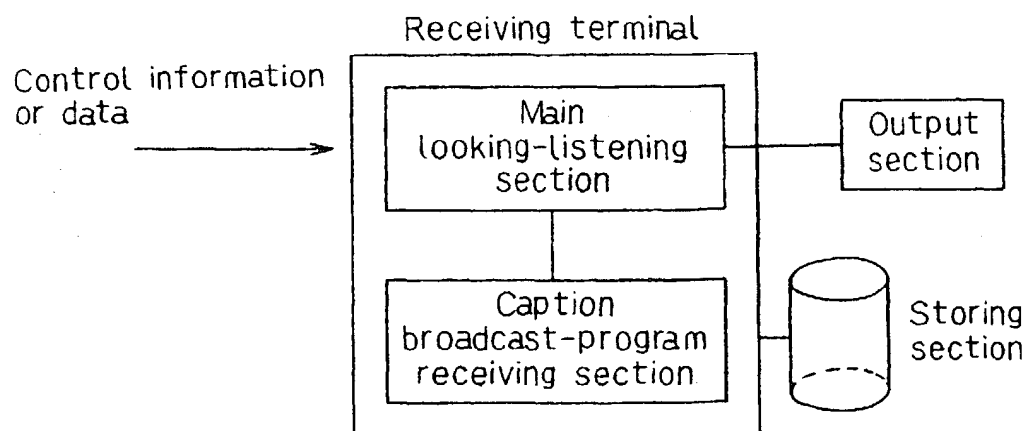 Receiving terminal
Control information
or data
Main
looking-listening
section
Output
section
Caption
broadcast-program
receiving section
Storing
section